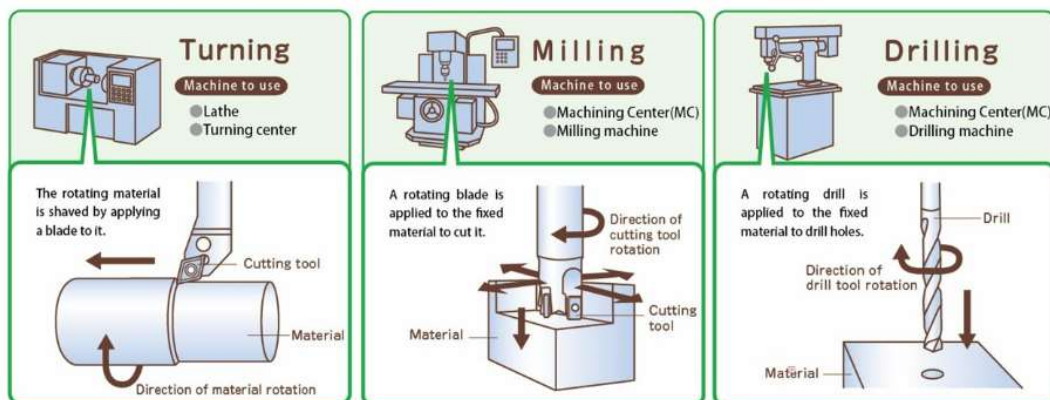 Turning
Machine to use
●Lathe
●Turning center
The rotating material
is shaved by applying
a blade to it.
Cutting tool
Material
Direction of material rotation
Milling
Machine to use
●Machining Center(MC)
●Milling machine
A rotating blade is
applied to the fixed
material to cut it.
Direction of
cutting tool
rotation
Material
Cutting
tool
Drilling
Machine to use
●Machining Center(MC)
●Drilling machine
A rotating drill is
applied to the fixed
material to drill holes.
Drill
Direction of
drill tool rotation
Material